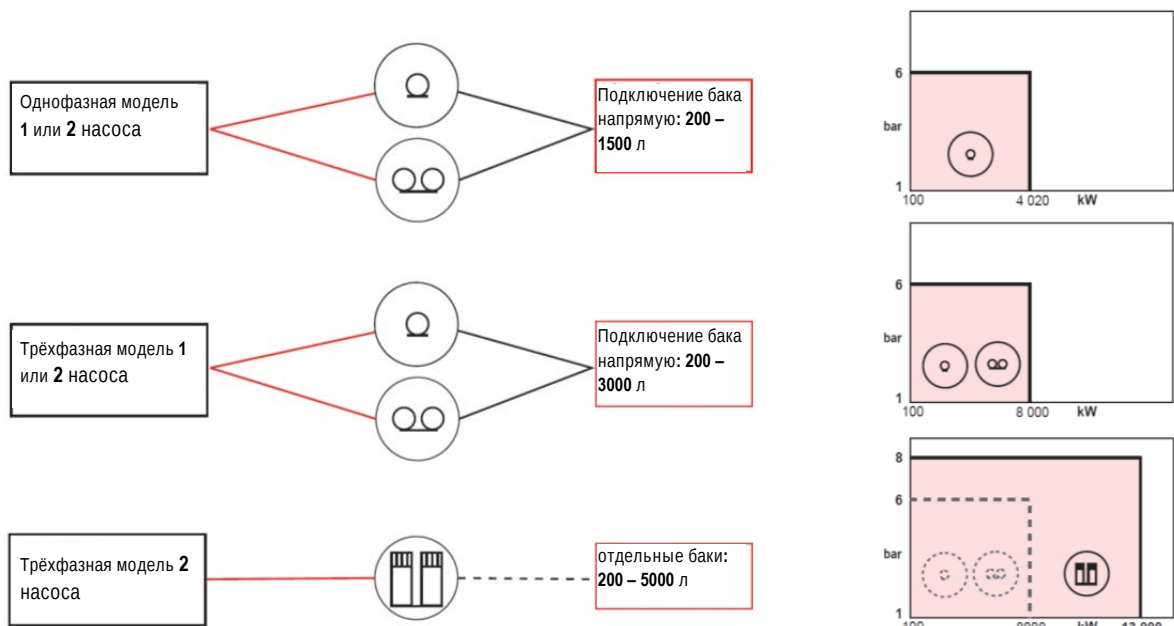 Однофазная модель
1 или 2 насоса
Подключение бака
напрямую: 200 –
1500 л
6
bar
1
100
4 020
kW
Трёхфазная модель 1
или 2 насоса
Подключение бака
напрямую: 200 –
3000 л
6
bar
1
100
8 000
kW
Трёхфазная модель 2
насоса
отдельные баки:
200 – 5000 л
8
6
bar
1
100
8000
kW